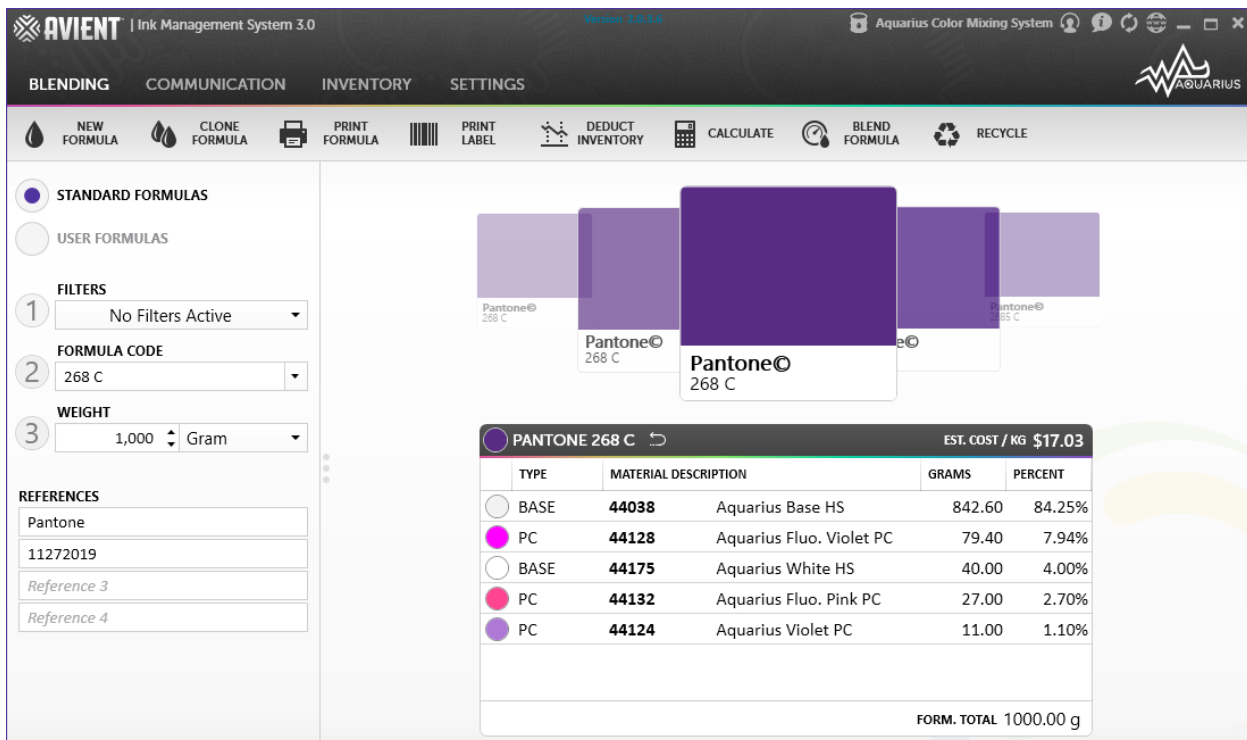 AVIENT | Ink Management System 3.0
Aquarius Color Mixing System
BLENDING COMMUNICATION INVENTORY SETTINGS
AQUARIUS
NEW FORMULA
CLONE FORMULA
PRINT FORMULA
PRINT LABEL
DEDUCT INVENTORY
CALCULATE
BLEND FORMULA
RECYCLE
STANDARD FORMULAS
USER FORMULAS
FILTERS
1 No Filters Active
FORMULA CODE
2 268 C
WEIGHT
3 1,000 Gram
REFERENCES
Pantone
11272019
Reference 3
Reference 4
Pantone©
268 C
Pantone©
268 C
Pantone©
268 C
PANTONE 268 C EST. COST / KG $17.03
TYPE MATERIAL DESCRIPTION GRAMS PERCENT
BASE 44038 Aquarius Base HS 842.60 84.25%
PC 44128 Aquarius Fluo. Violet PC 79.40 7.94%
BASE 44175 Aquarius White HS 40.00 4.00%
PC 44132 Aquarius Fluo. Pink PC 27.00 2.70%
PC 44124 Aquarius Violet PC 11.00 1.10%
FORM. TOTAL 1000.00 g